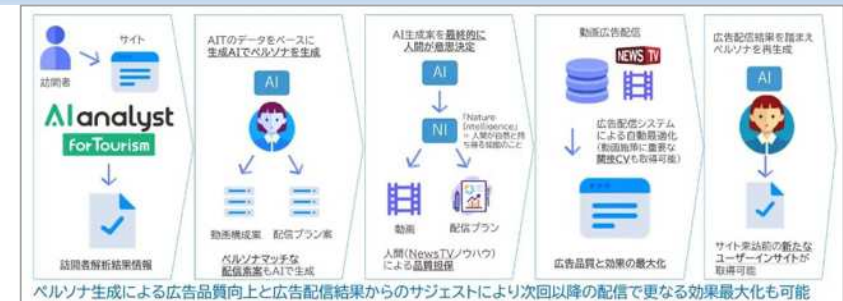 訪問者
サイト
AI analyst
for Tourism
訪問者解析結果情報
AITのデータをベースに
生成AIでペルソナを生成
AI
動画構成案
配信プラン案
ペルソナマッチな
配信素案もAIで生成
AI生成案を最終的に
人間が意思決定
AI
NI
「Nature
Intelligence」
= 人間が自然と持
ち得る知能のこと
動画
配信プラン
人間(NewsTVノウハウ)
による品質担保
動画広告配信
NEWS TV
広告配信システム
による自動最適化
(動画施策に重要な
間接CVも取得可能)
広告品質と効果の最大化
広告配信結果を踏まえ
ペルソナを再生成
AI
サイト来訪前の新たな
ユーザーインサイトが
取得可能
ペルソナ生成による広告品質向上と広告配信結果からのサジェストにより次回以降の配信で更なる効果最大化も可能